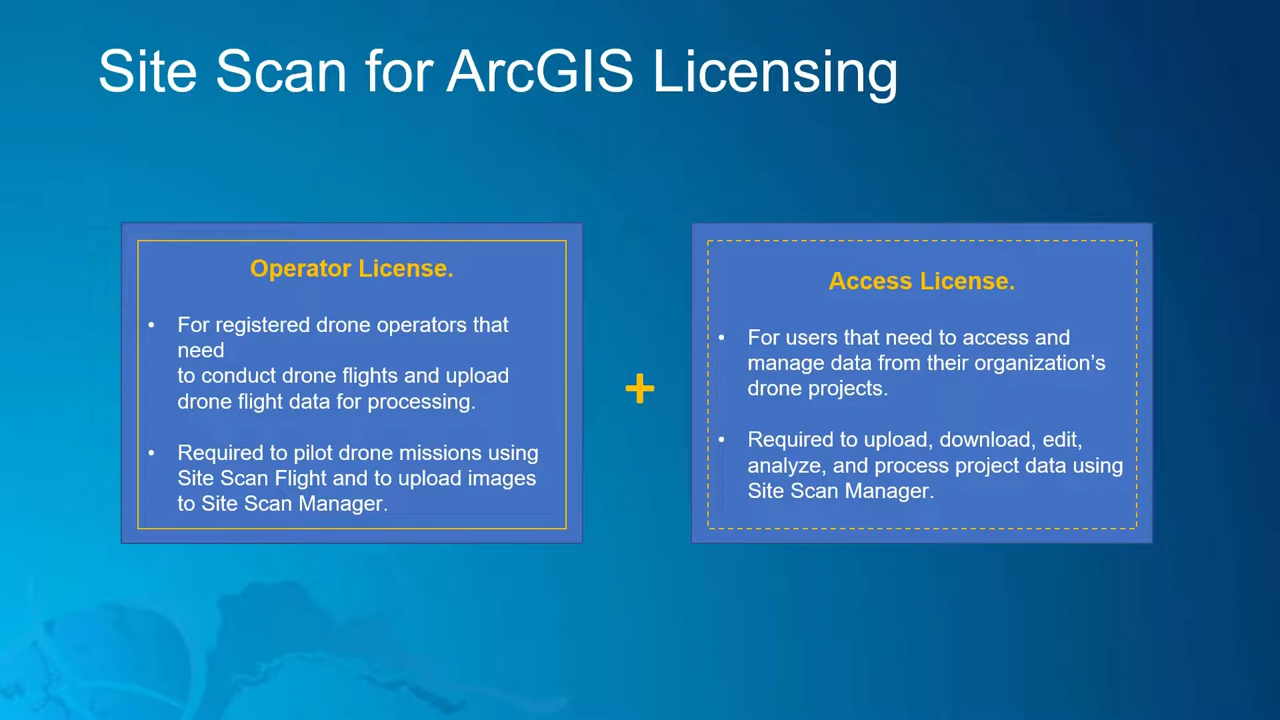 Site Scan for ArcGIS Licensing
Operator License.
• For registered drone operators that
need
to conduct drone flights and upload
drone flight data for processing.
• Required to pilot drone missions using
Site Scan Flight and to upload images
to Site Scan Manager.
+
Access License.
• For users that need to access and
manage data from their organization’s
drone projects.
• Required to upload, download, edit,
analyze, and process project data using
Site Scan Manager.